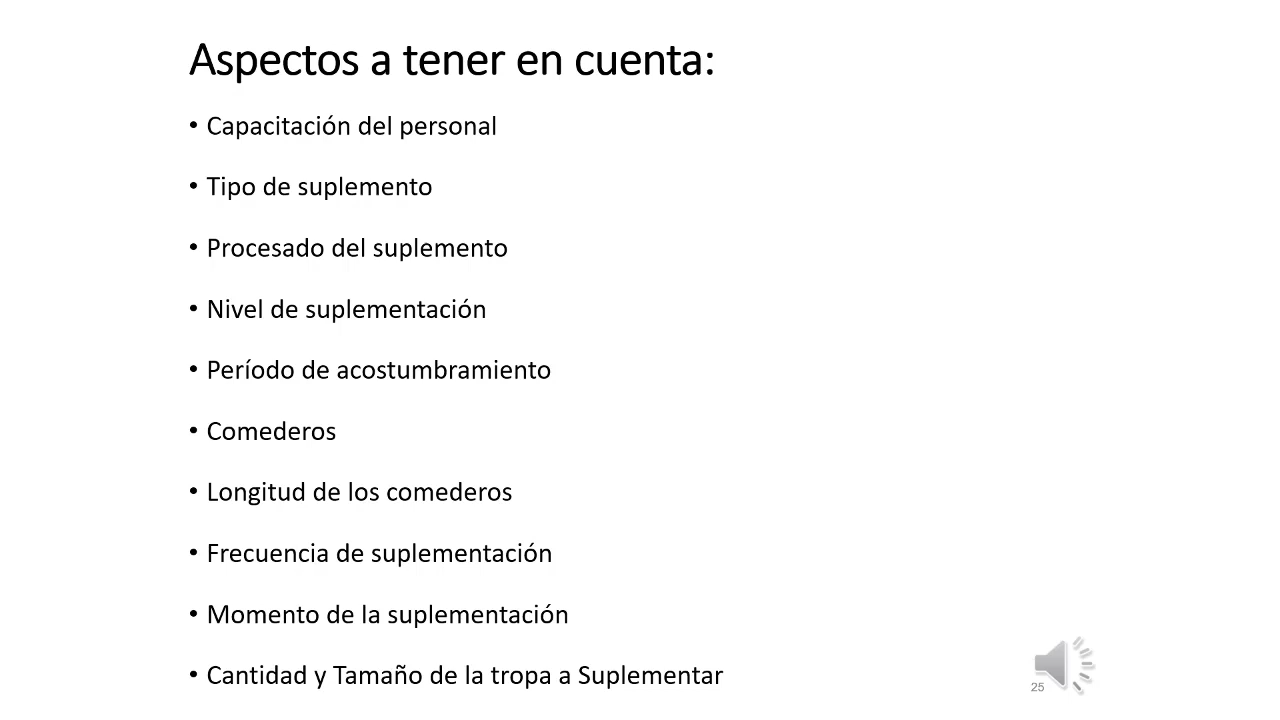 Aspectos a tener en cuenta:
• Capacitación del personal
• Tipo de suplemento
• Procesado del suplemento
• Nivel de suplementación
• Período de acostumbramiento
• Comederos
• Longitud de los comederos
• Frecuencia de suplementación
• Momento de la suplementación
• Cantidad y Tamaño de la tropa a Suplementar
25